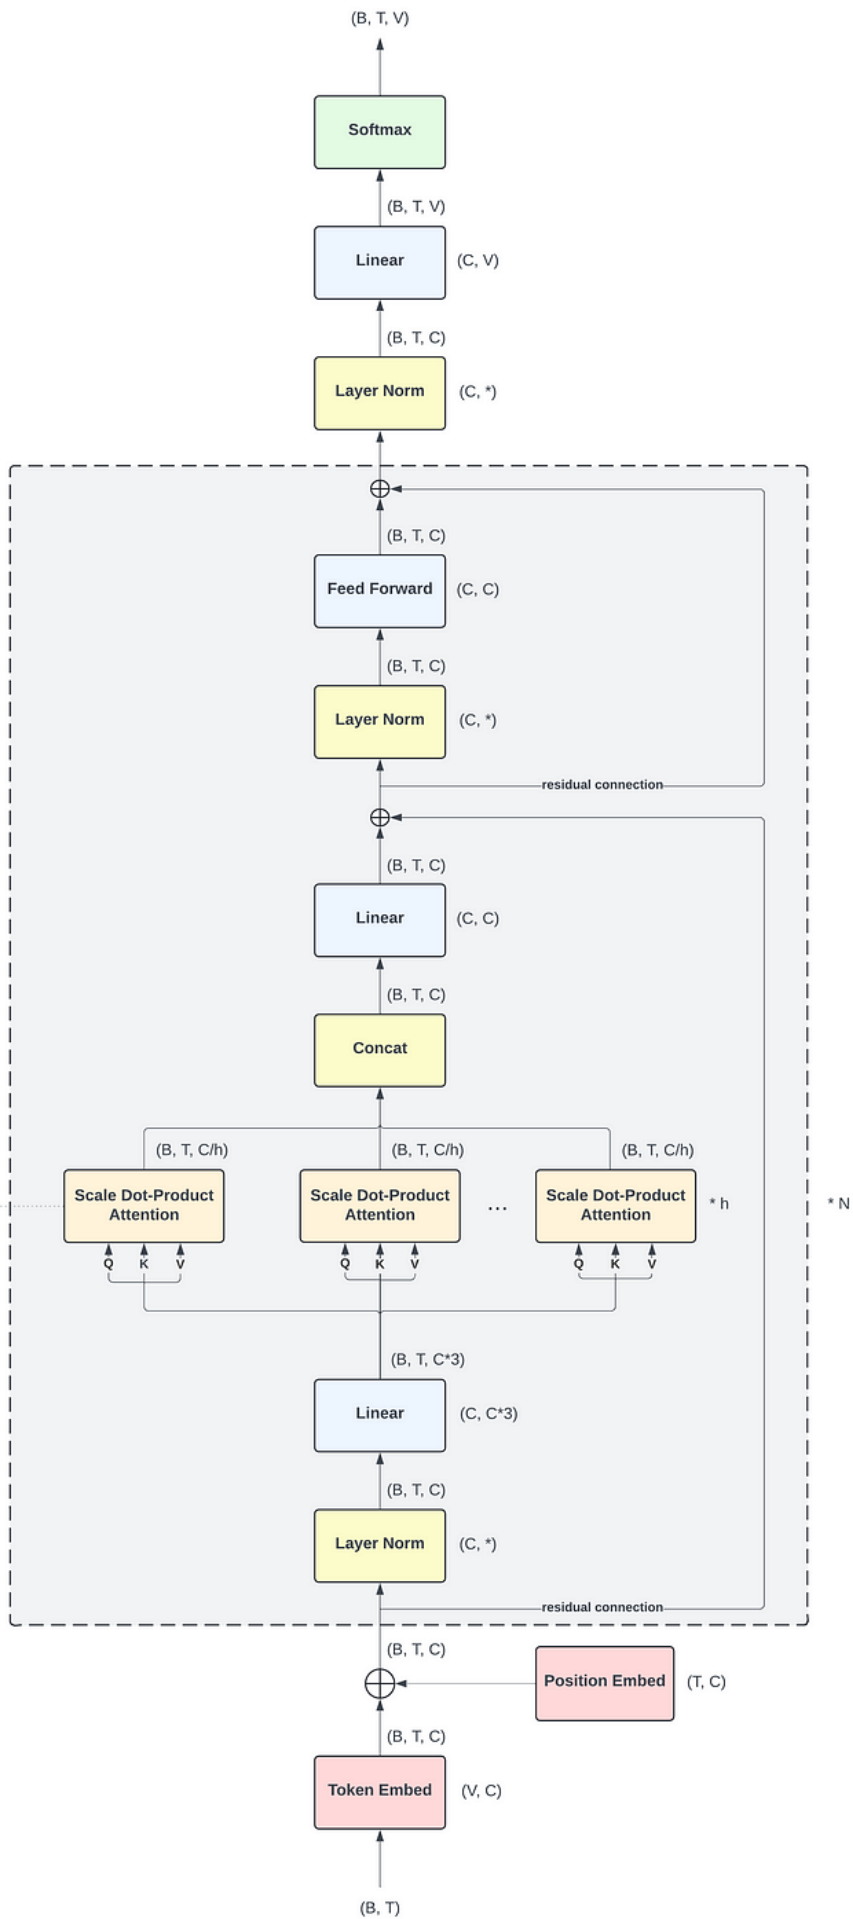 (B, T, V)
Softmax
(B, T, V)
Linear
(C, V)
(B, T, C)
Layer Norm
(C, *)
(B, T, C)
Feed Forward
(C, C)
(B, T, C)
Layer Norm
(C, *)
residual connection
(B, T, C)
Linear
(C, C)
(B, T, C)
Concat
(B, T, C/h)
(B, T, C/h)
(B, T, C/h)
Scale Dot-Product
Attention
Scale Dot-Product
Attention
...
Scale Dot-Product
Attention
* h
* N
Q K V
Q K V
Q K V
(B, T, C*3)
Linear
(C, C*3)
(B, T, C)
Layer Norm
(C, *)
residual connection
(B, T, C)
Position Embed
(T, C)
(B, T, C)
Token Embed
(V, C)
(B, T)